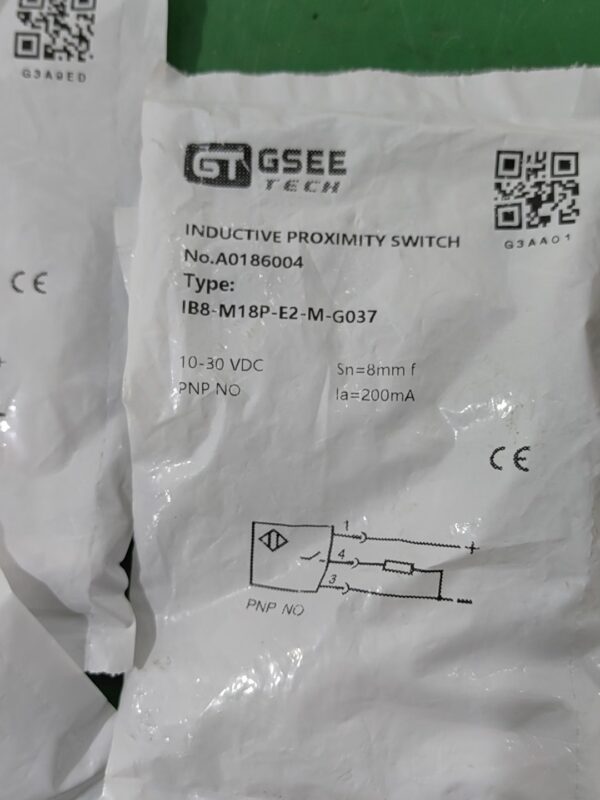 G3A9ED
GT GSEE
TECH
G3AA01
INDUCTIVE PROXIMITY SWITCH
No.A0186004
Type:
IB8-M18P-E2-M-G037
10-30 VDC Sn=8mm f
PNP NO Ia=200mA
CE
CE
1
+
4
3
PNP NO